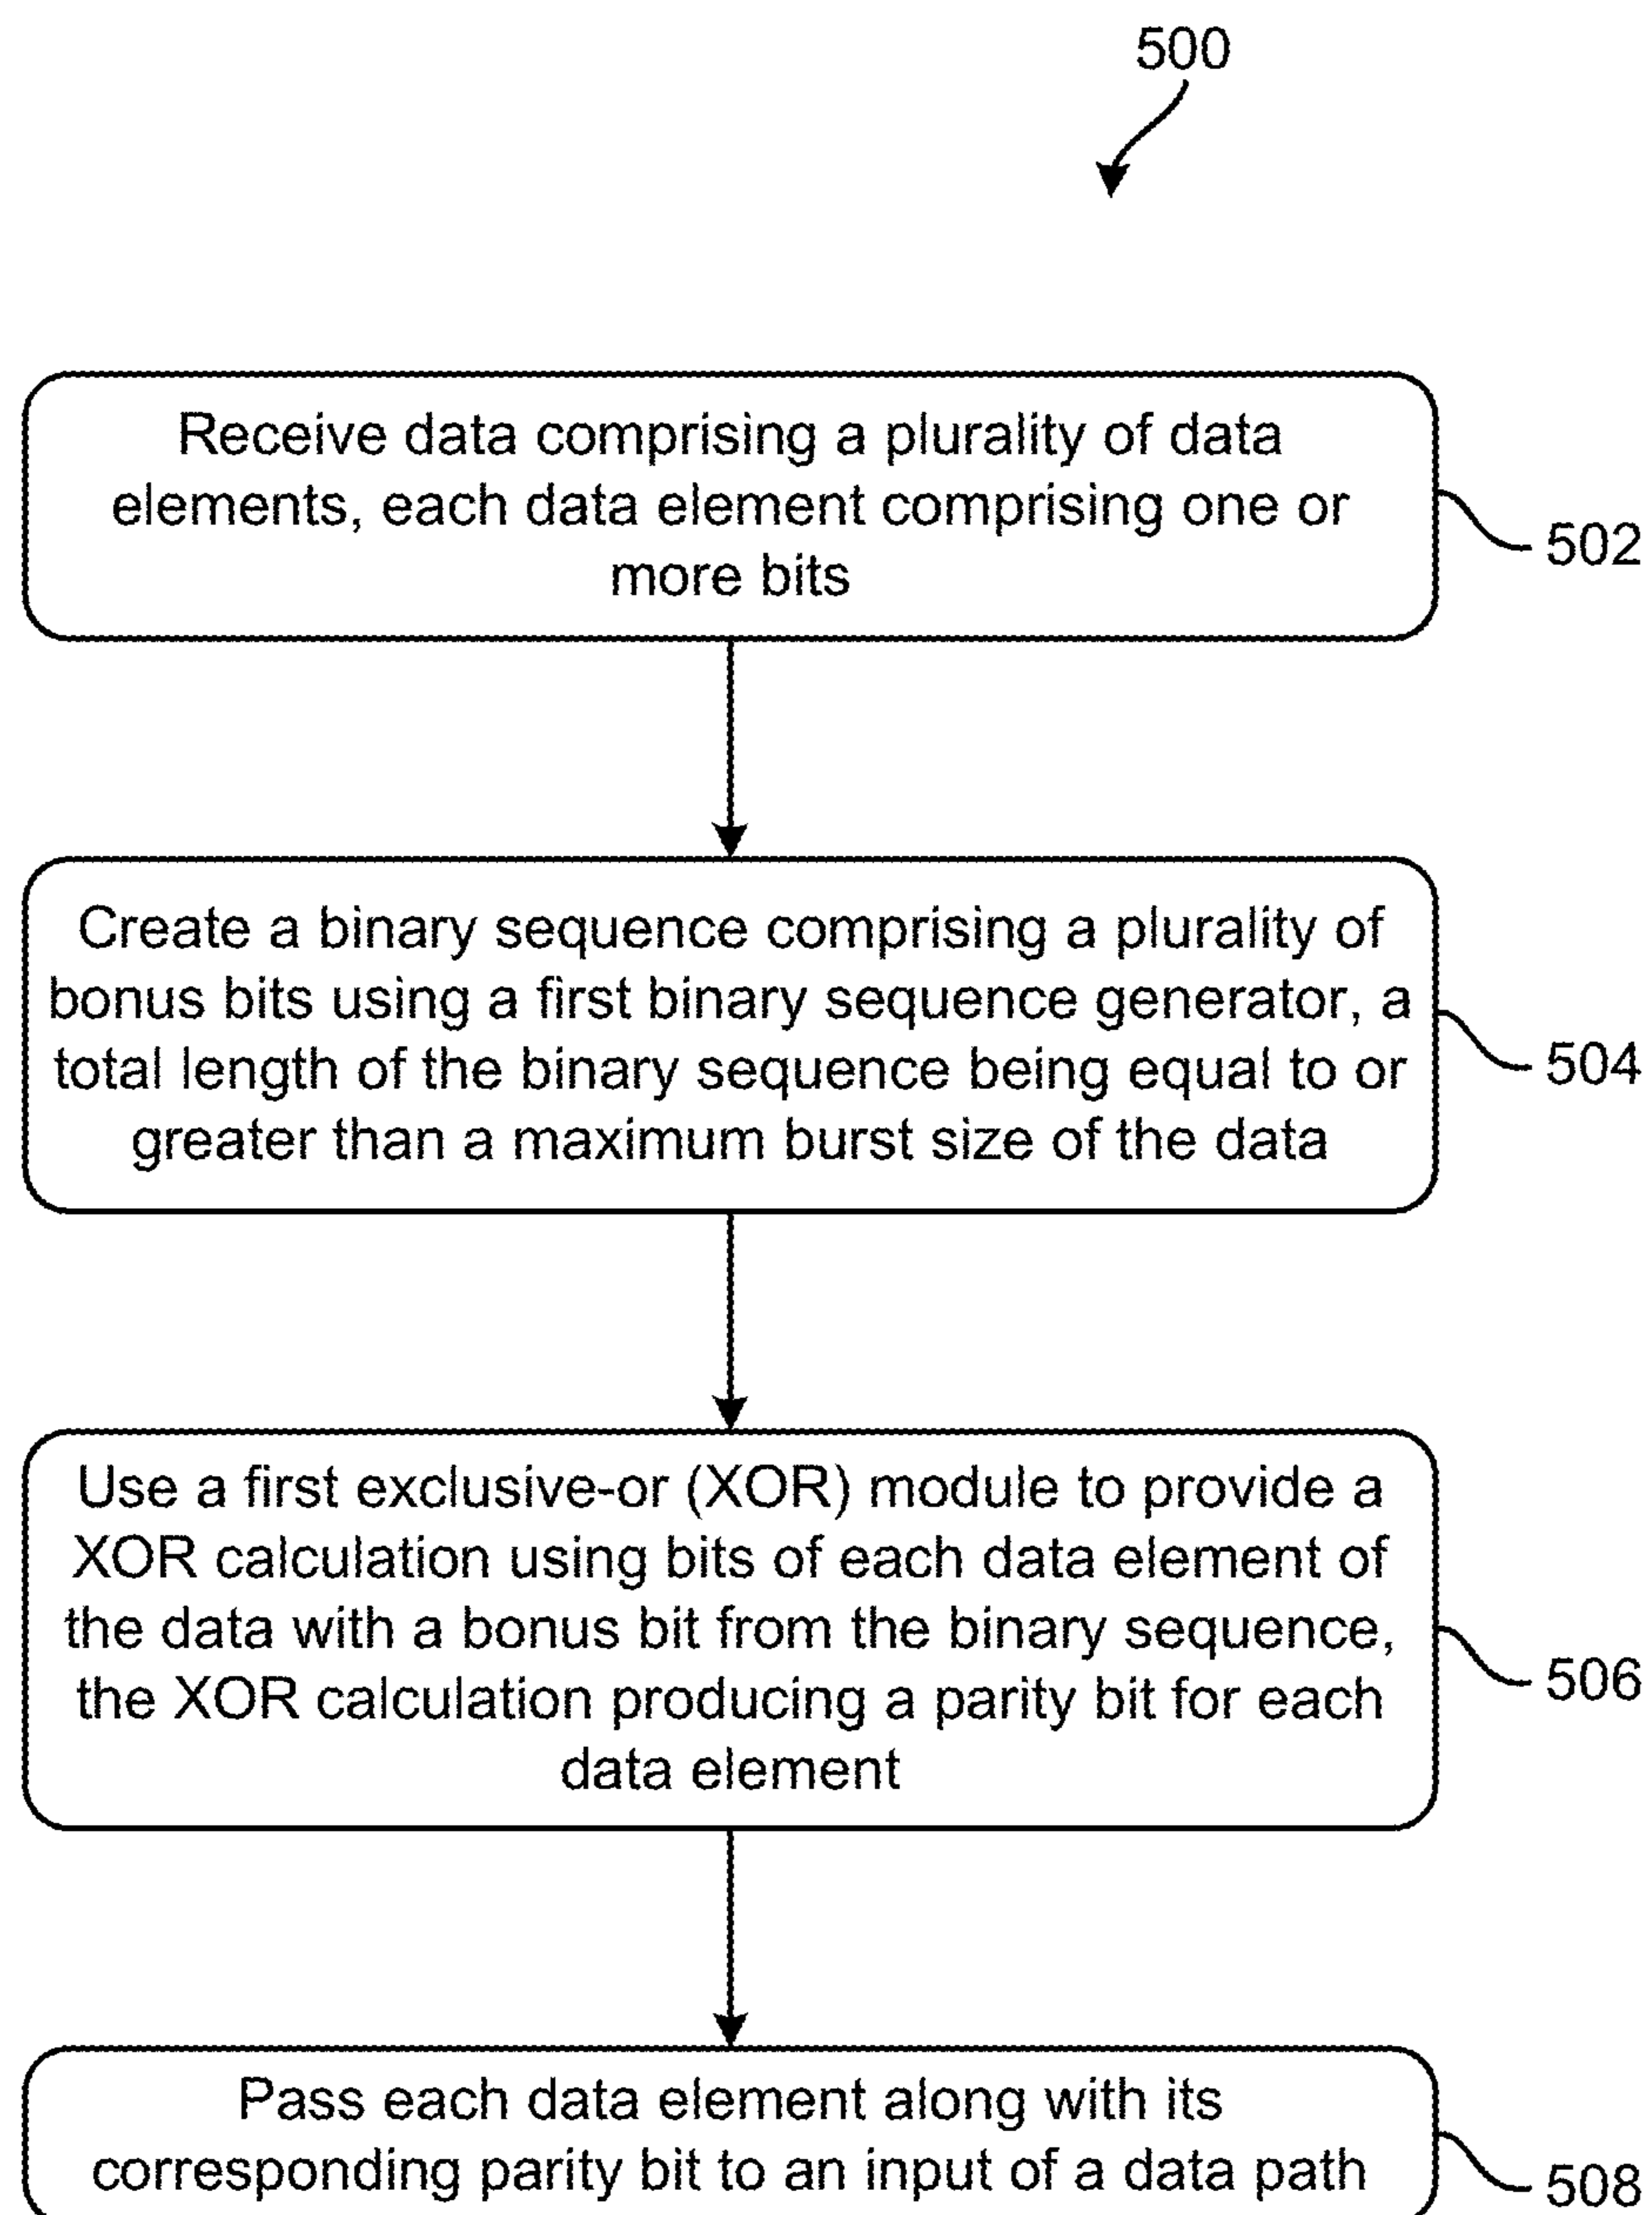 500
Receive data comprising a plurality of data
elements, each data element comprising one or
more bits
502
Create a binary sequence comprising a plurality of
bonus bits using a first binary sequence generator, a
total length of the binary sequence being equal to or
greater than a maximum burst size of the data
504
Use a first exclusive-or (XOR) module to provide a
XOR calculation using bits of each data element of
the data with a bonus bit from the binary sequence,
the XOR calculation producing a parity bit for each
data element
506
Pass each data element along with its
corresponding parity bit to an input of a data path
508